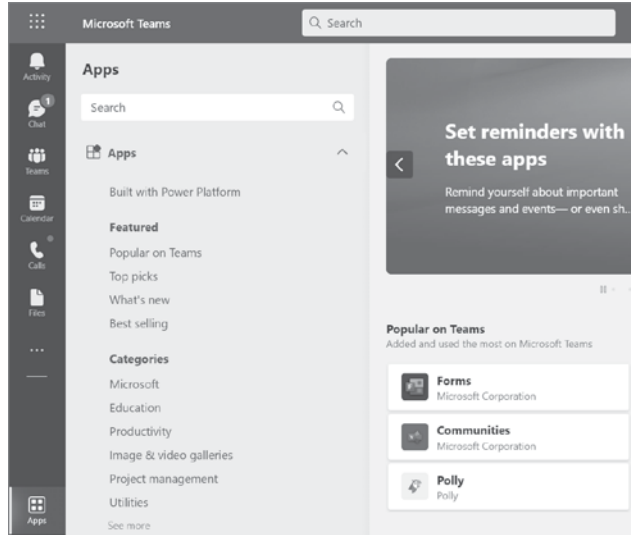 Microsoft Teams
Search
Activity
Chat
1
Teams
Calendar
Calls
Files
Apps
Apps
Search
Apps
Built with Power Platform
Featured
Popular on Teams
Top picks
What's new
Best selling
Categories
Microsoft
Education
Productivity
Image & video galleries
Project management
Utilities
See more
Set reminders with
these apps
Remind yourself about important
messages and events— or even sh...
Popular on Teams
Added and used the most on Microsoft Teams
Forms
Microsoft Corporation
Communities
Microsoft Corporation
Polly
Polly